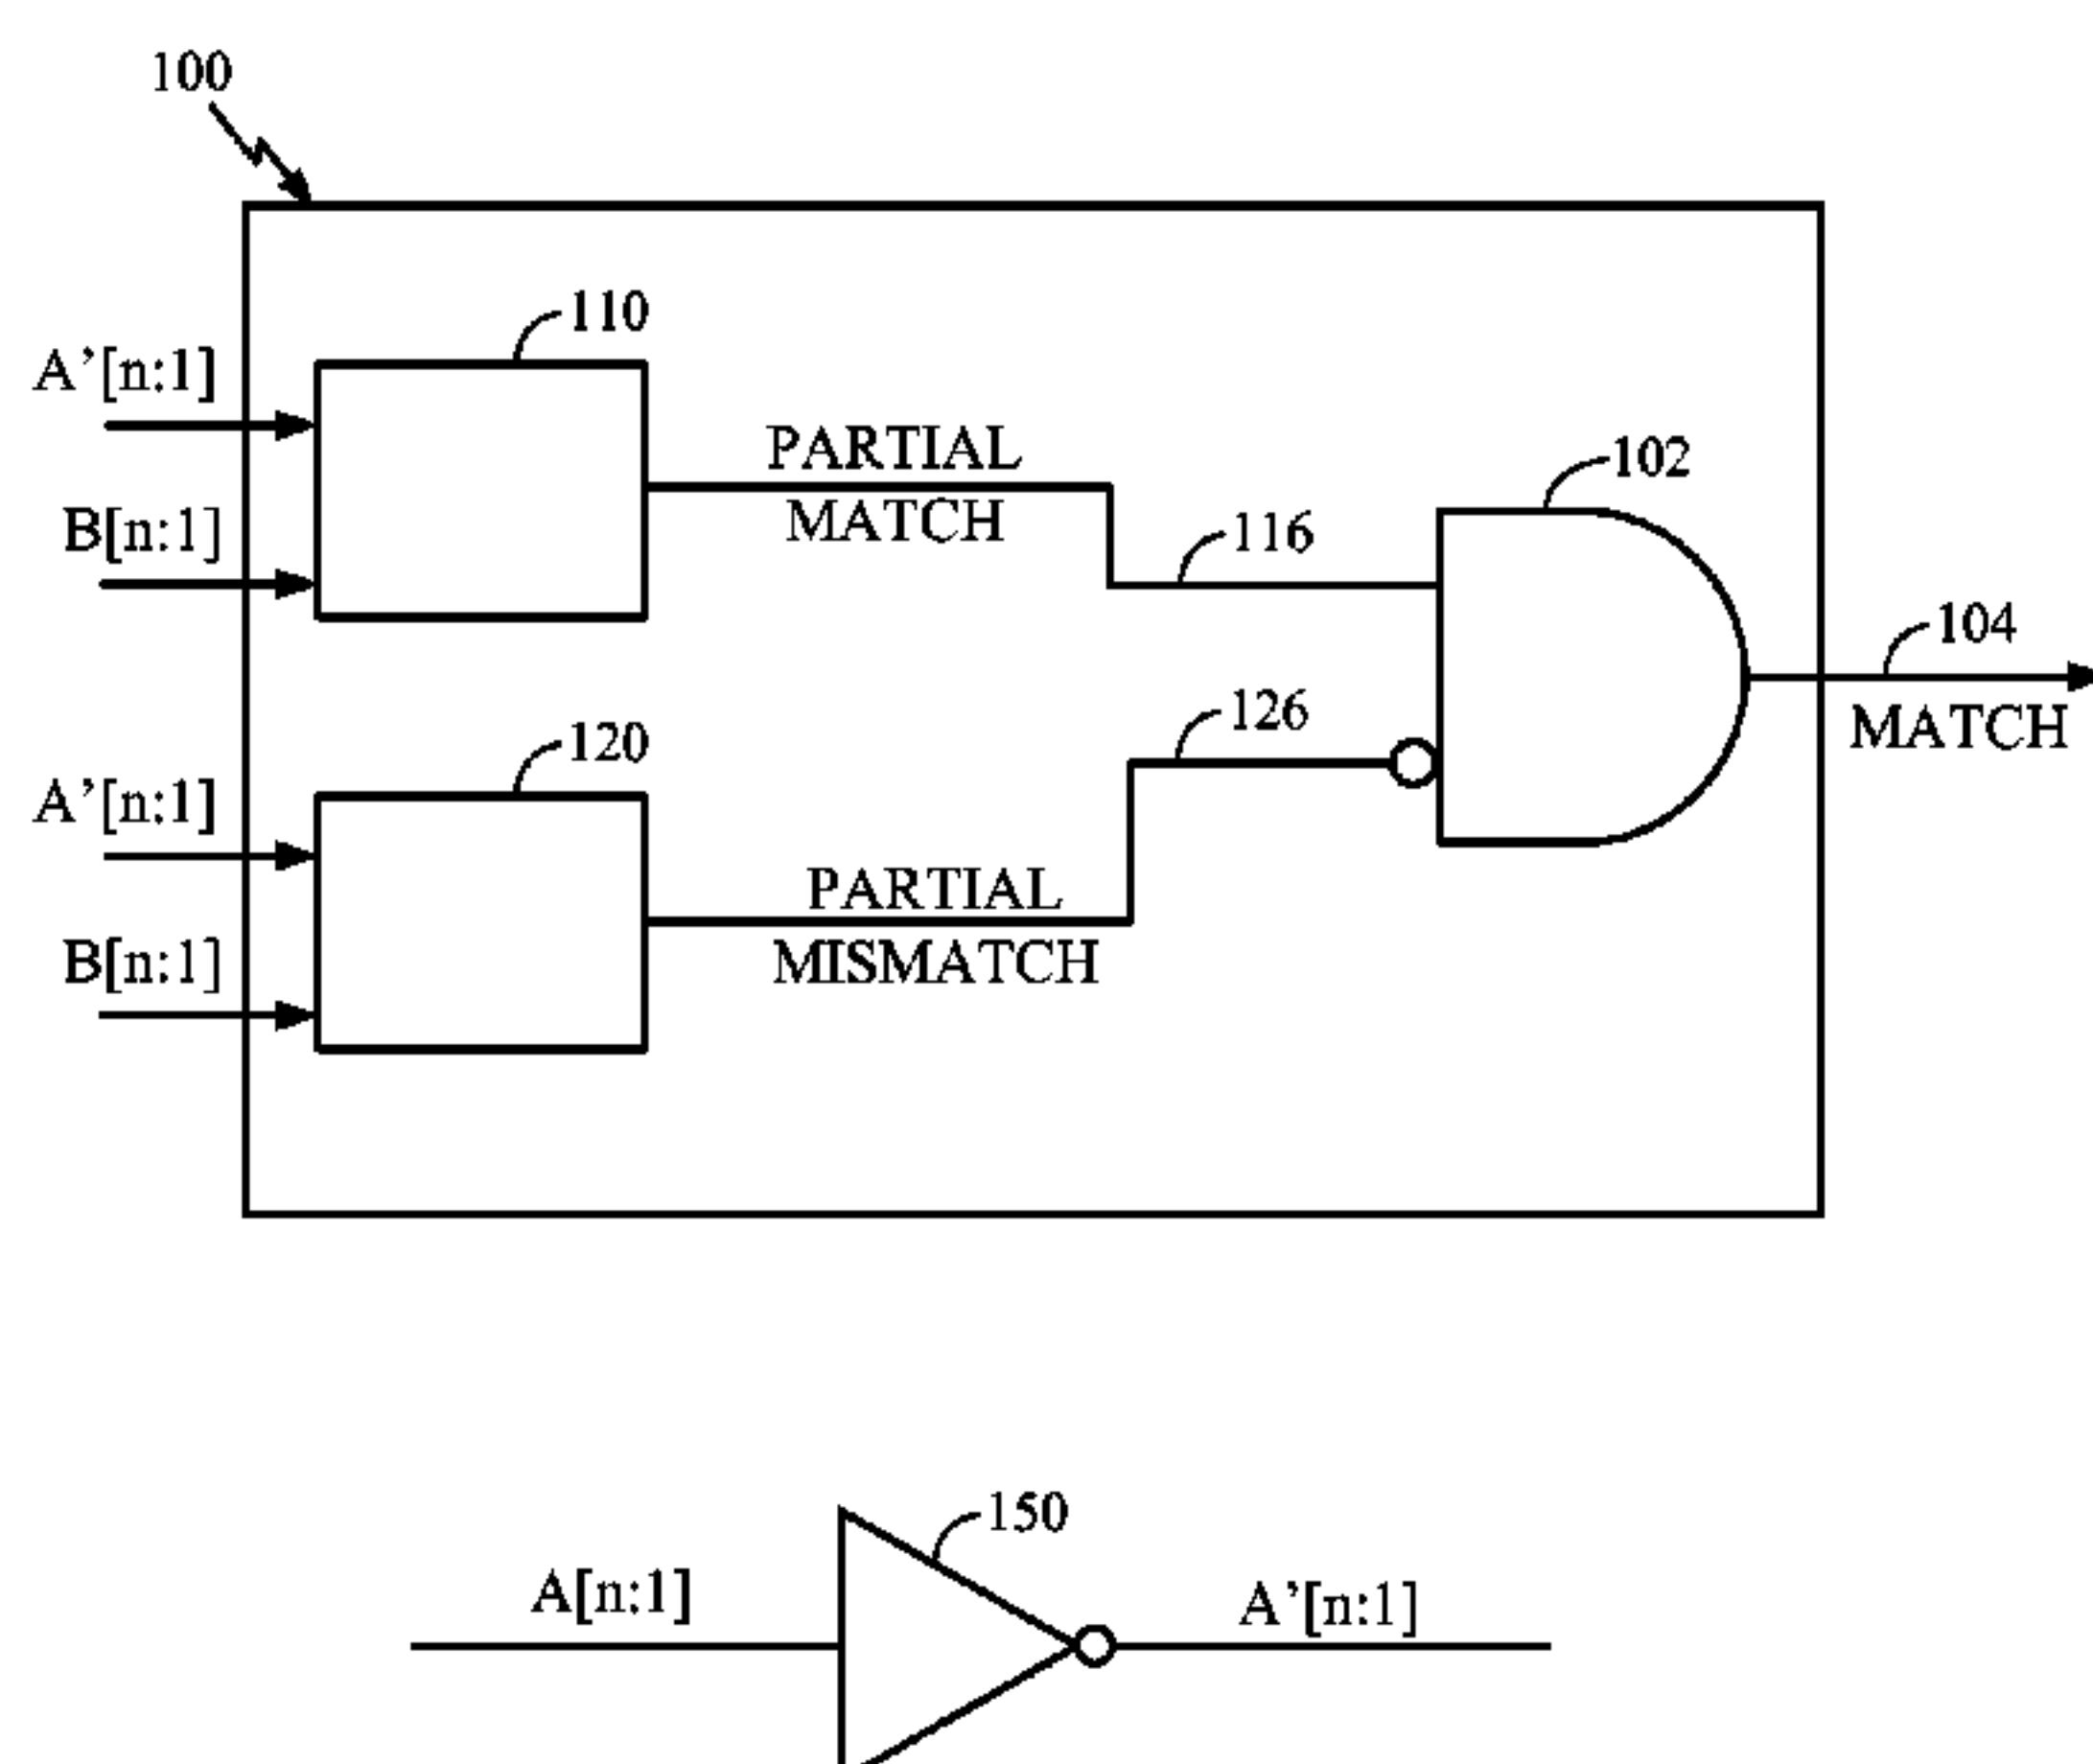 100
110
A’[n:1]
PARTIAL
MATCH
102
B[n:1]
116
104
MATCH
120
126
A’[n:1]
PARTIAL
MISMATCH
B[n:1]
150
A[n:1]
A’[n:1]